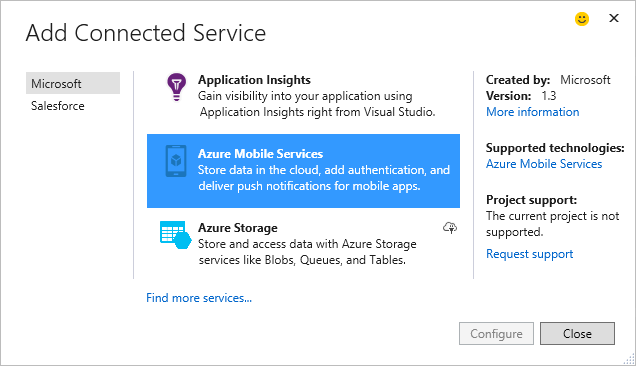 Add Connected Service
Microsoft
Salesforce
Application Insights
Gain visibility into your application using
Application Insights right from Visual Studio.
Azure Mobile Services
Store data in the cloud, add authentication, and
deliver push notifications for mobile apps.
Azure Storage
Store and access data with Azure Storage
services like Blobs, Queues, and Tables.
Find more services...
Created by: Microsoft
Version: 1.3
More information
Supported technologies:
Azure Mobile Services
Project support:
The current project is not
supported.
Request support
Configure
Close